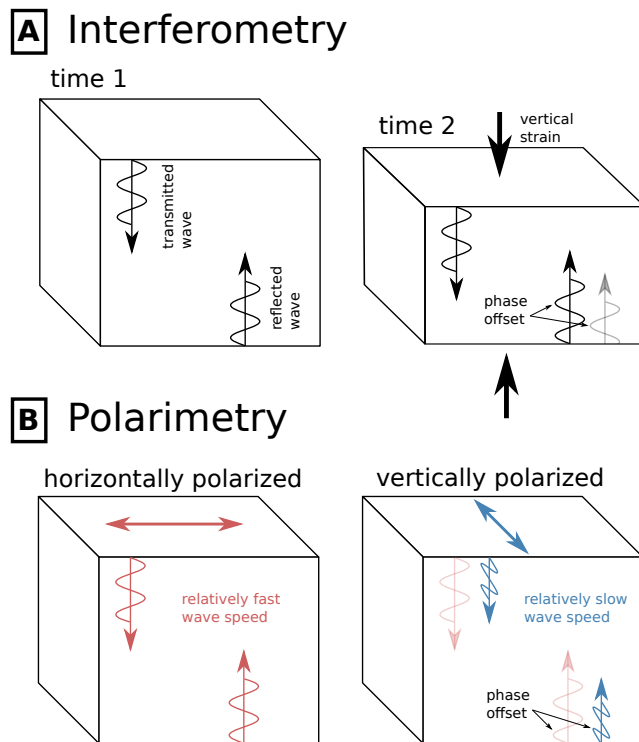 A Interferometry
time 1
transmitted
wave
reflected
wave
time 2
vertical
strain
phase
offset
B Polarimetry
horizontally polarized
relatively fast
wave speed
vertically polarized
relatively slow
wave speed
phase
offset